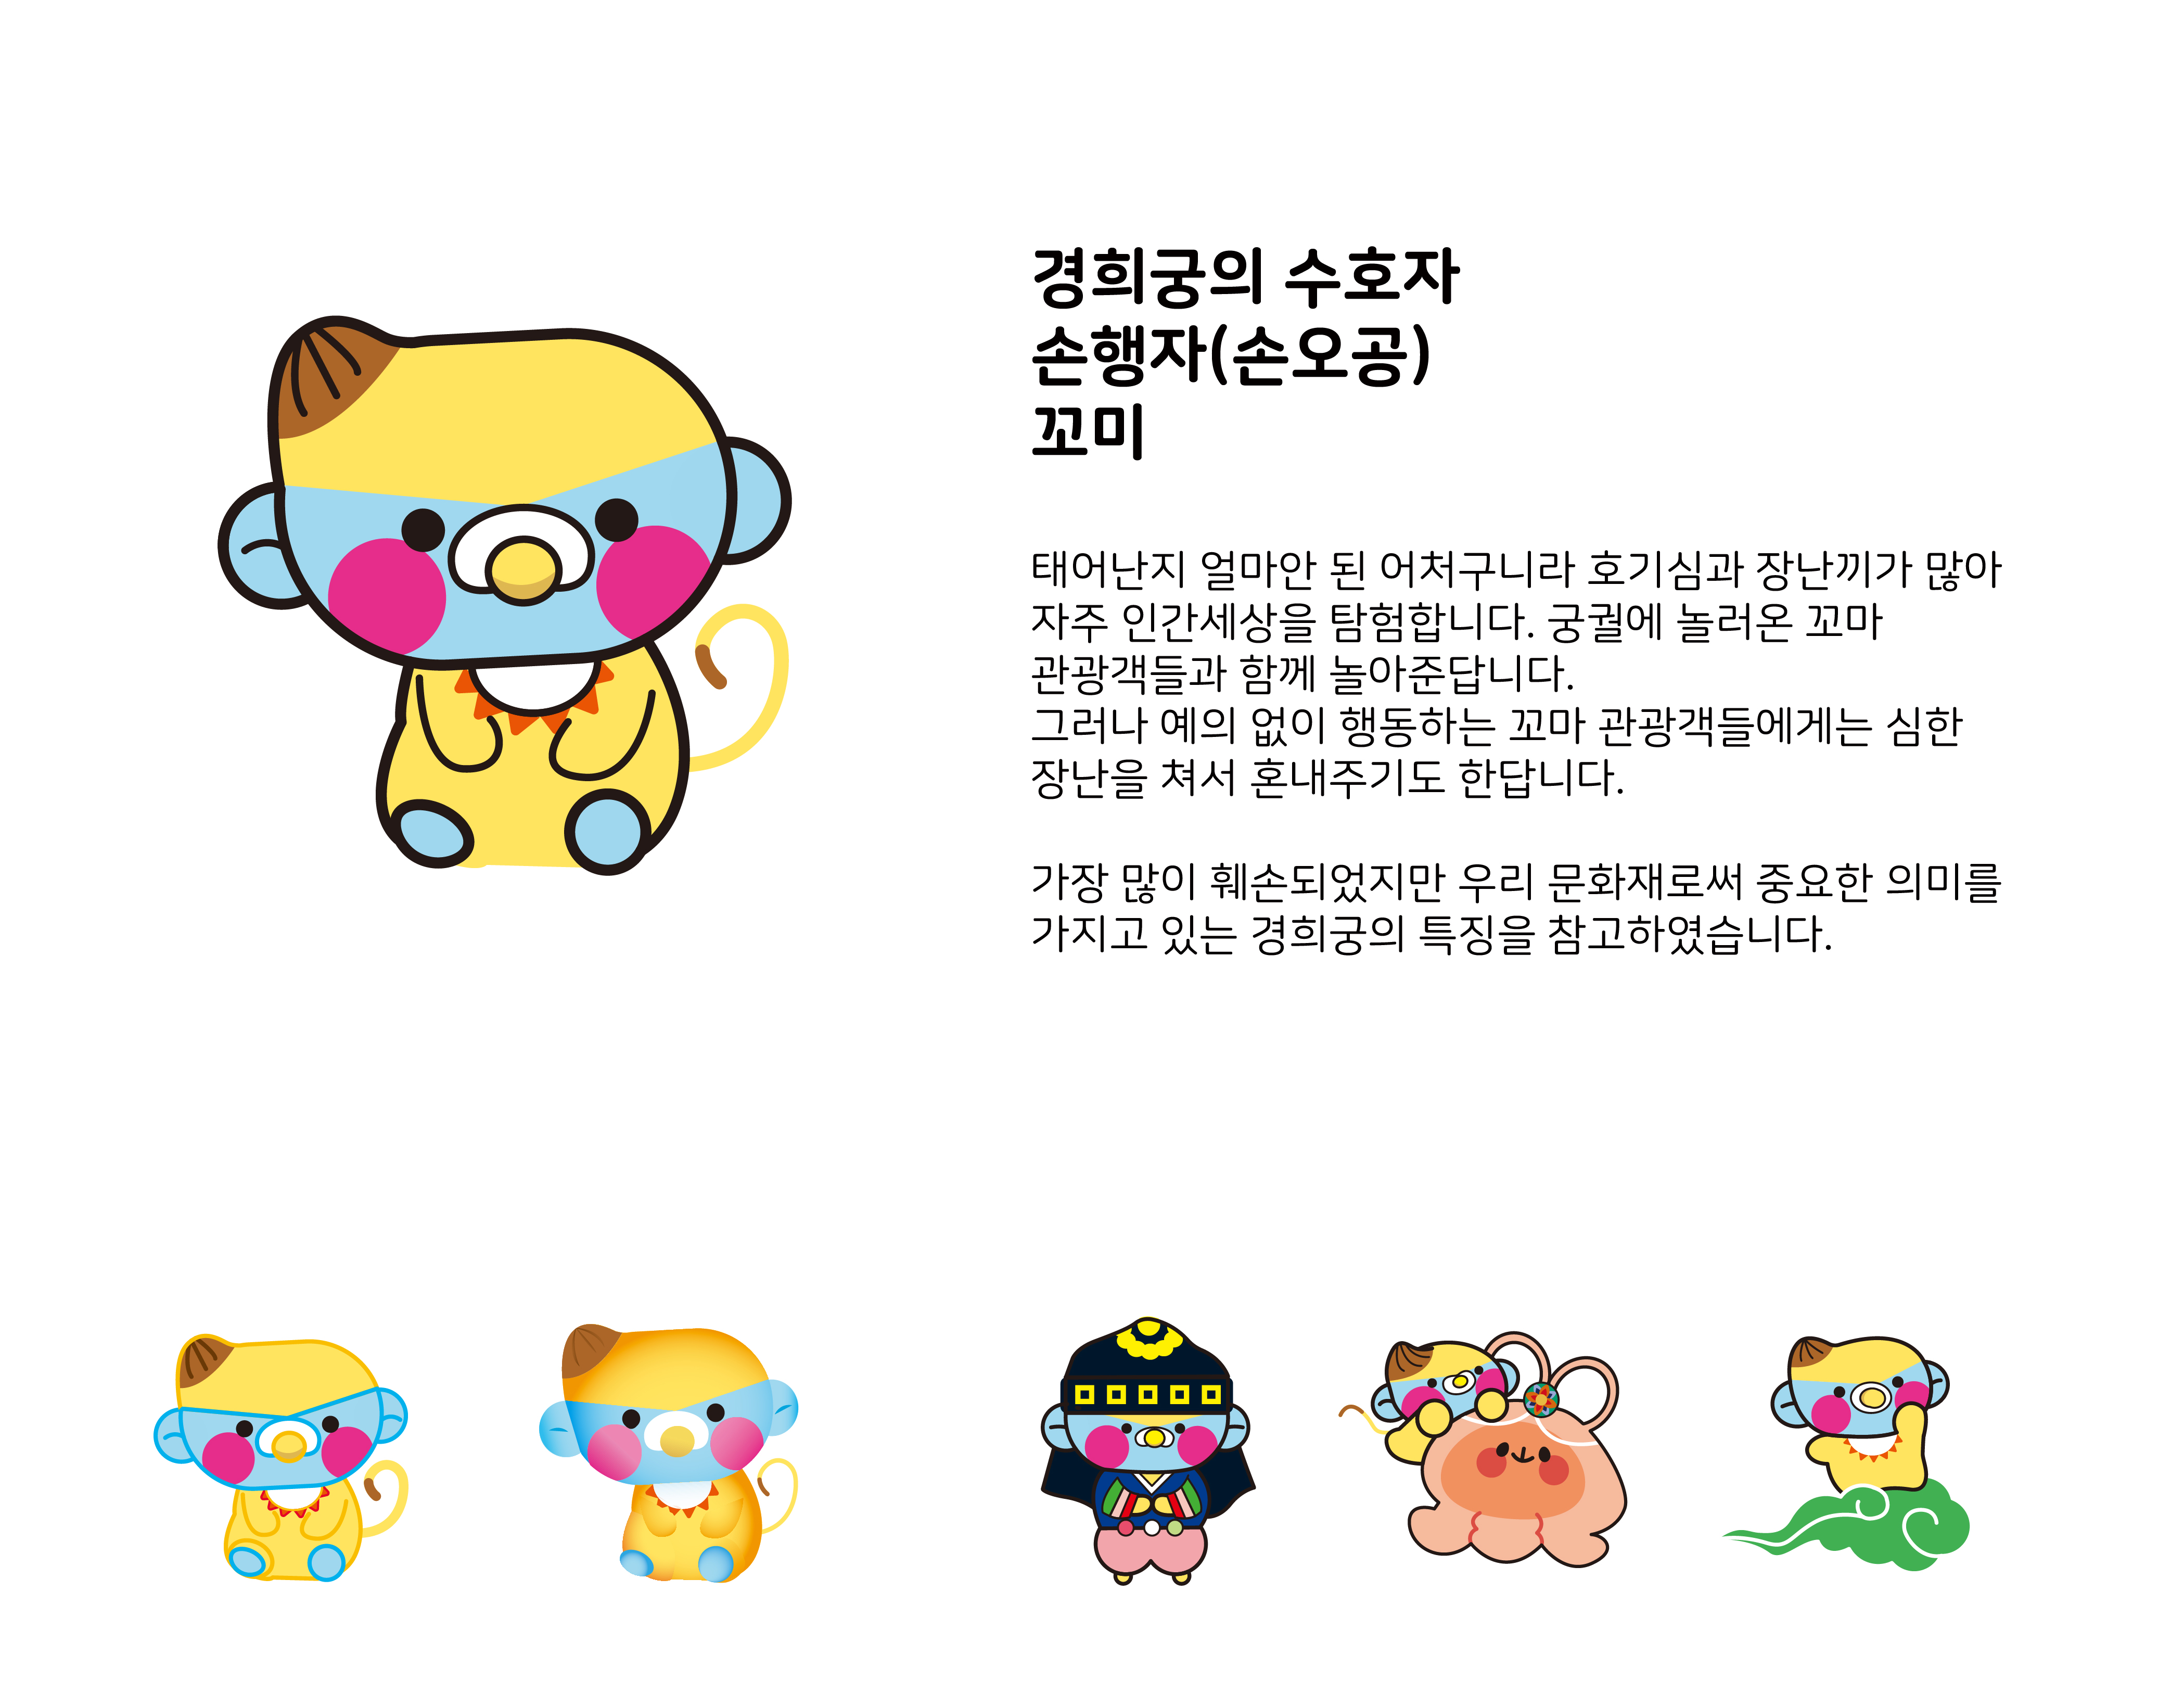 경희궁의 수호자
손행자(손오공)
꼬미
태어난지 얼마안 된 어처구니라 호기심과 장난끼가 많아
자주 인간세상을 탐험합니다. 궁궐에 놀러온 꼬마
관광객들과 함께 놀아준답니다.
그러나 예의 없이 행동하는 꼬마 관광객들에게는 심한
장난을 쳐서 혼내주기도 한답니다.
가장 많이 훼손되었지만 우리 문화재로써 중요한 의미를
가지고 있는 경희궁의 특징을 참고하였습니다.